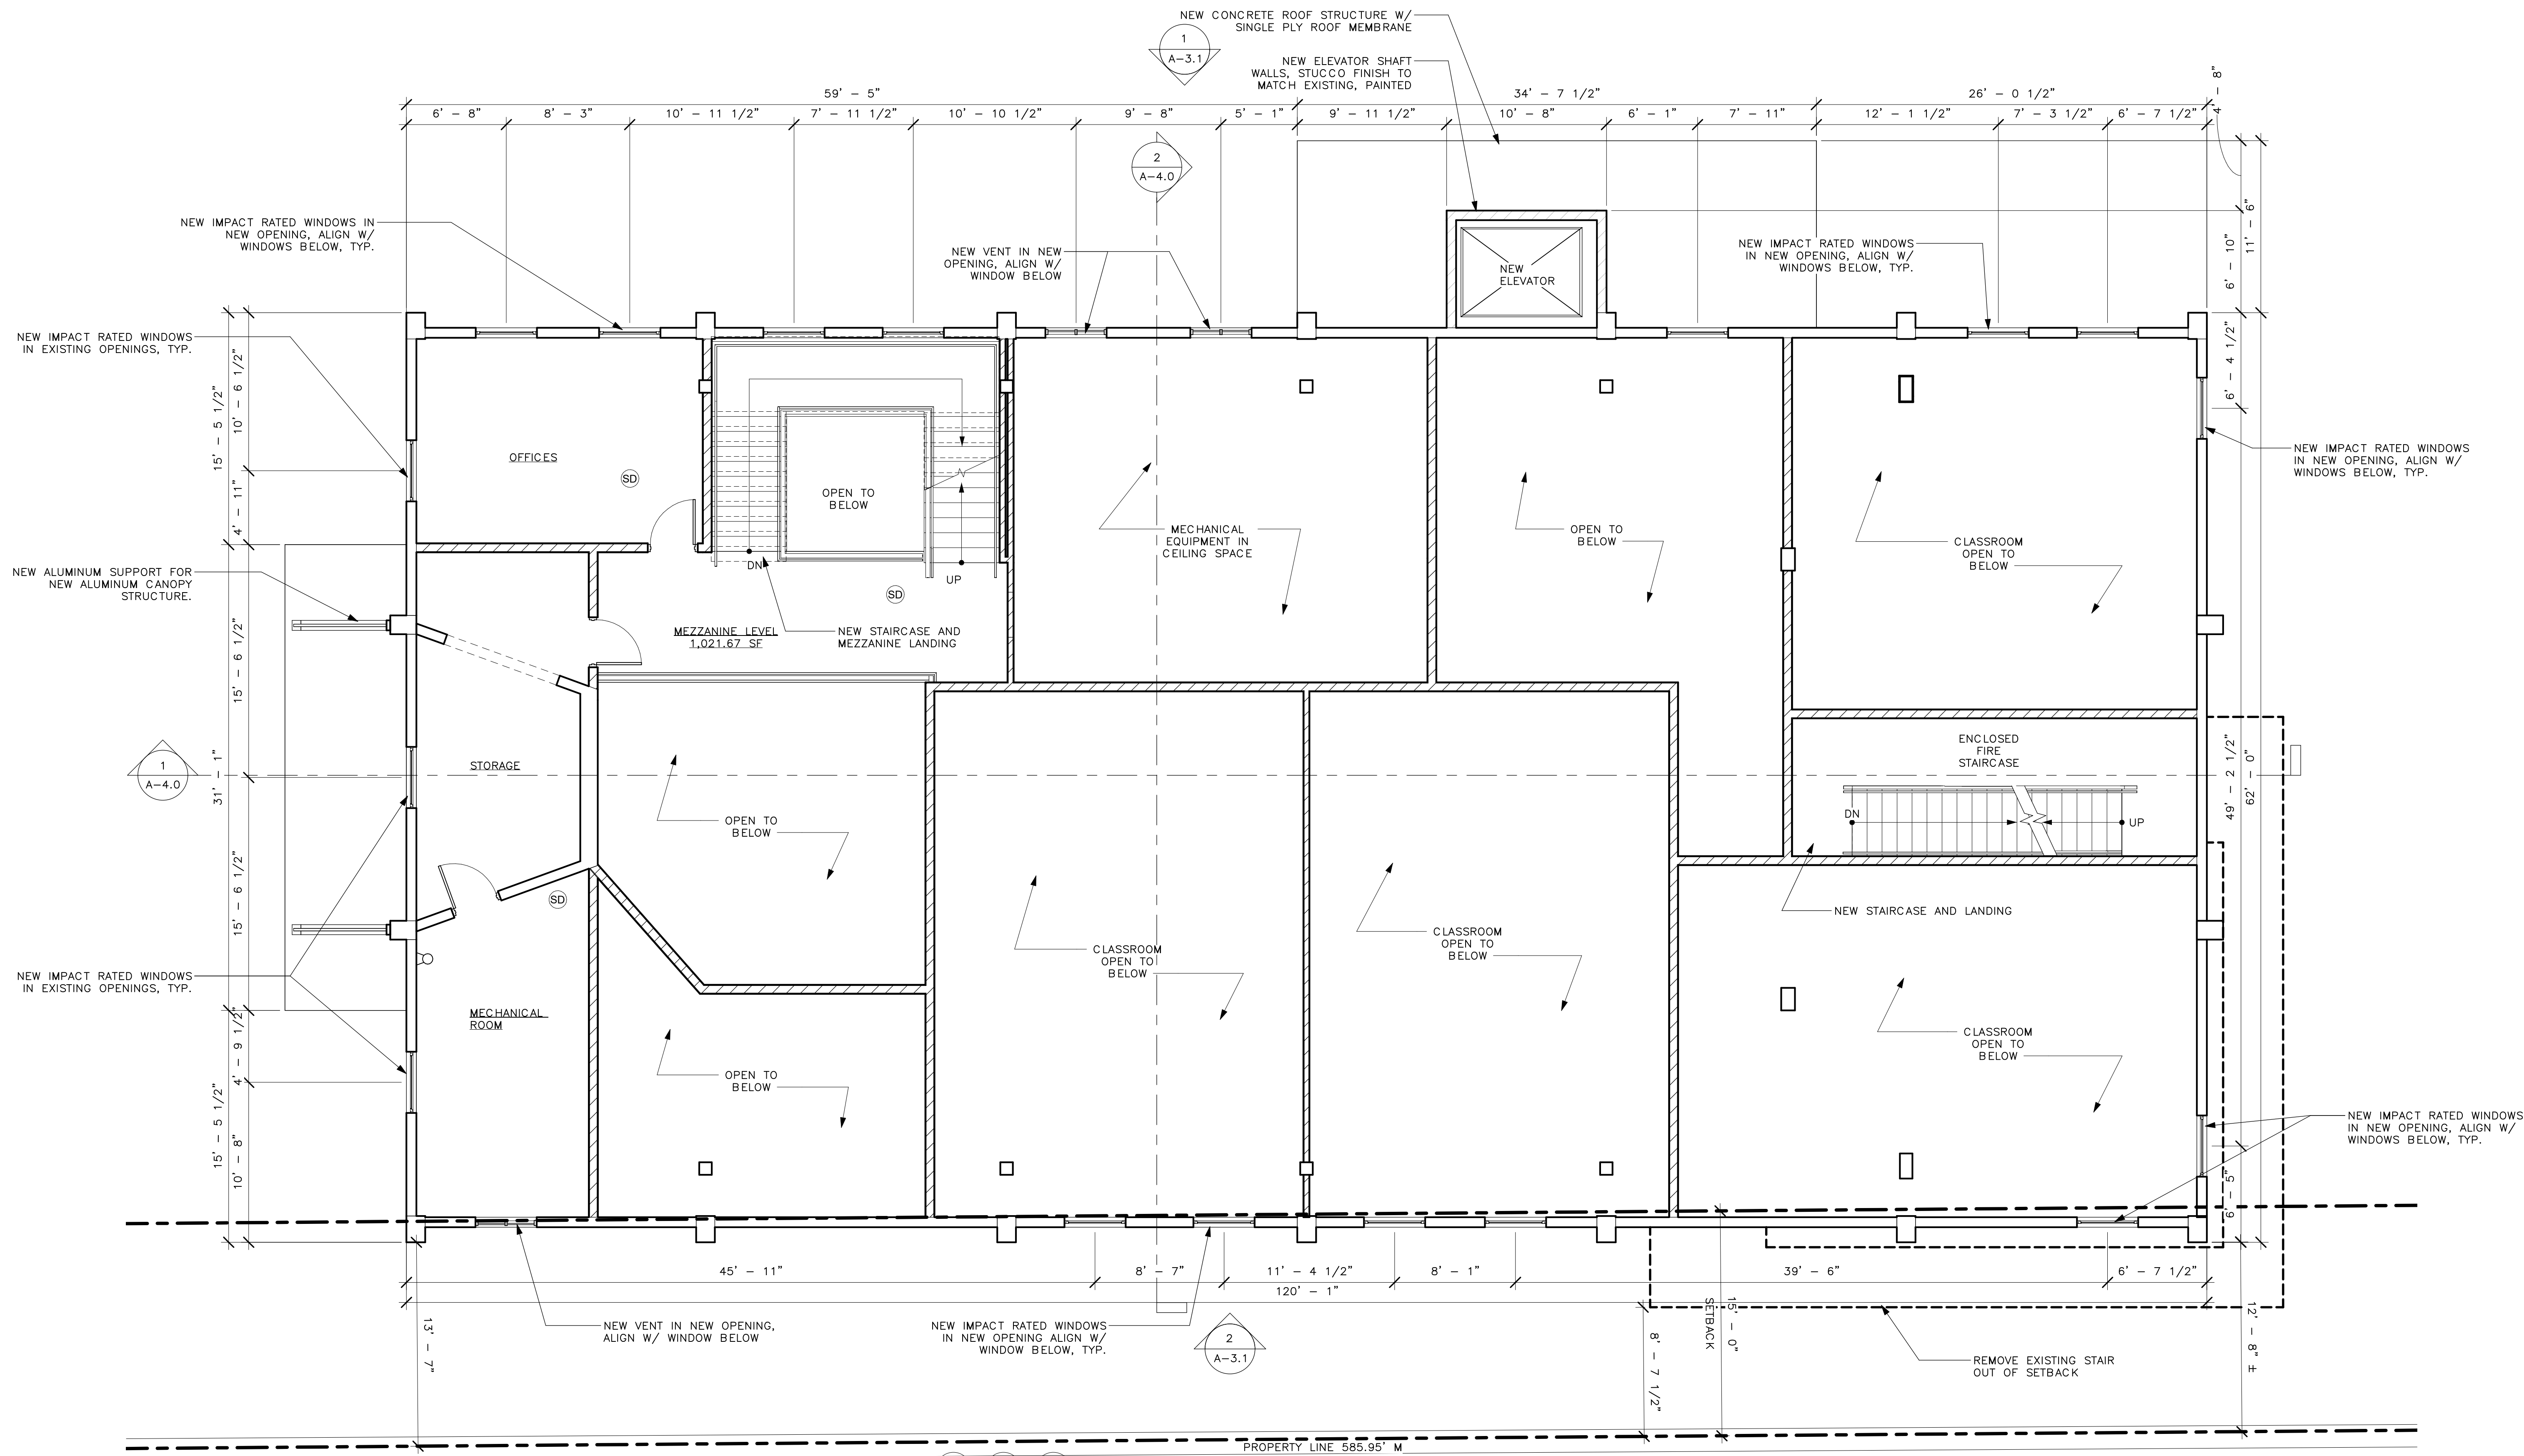 NEW CONCRETE ROOF STRUCTURE W/
SINGLE PLY ROOF MEMBRANE
1
A-3.1
NEW ELEVATOR SHAFT
WALLS, STUCCO FINISH TO
MATCH EXISTING, PAINTED
59' - 5"
34' - 7 1/2"
26' - 0 1/2"
4' - 8"
6' - 8"
8' - 3"
10' - 11 1/2"
7' - 11 1/2"
10' - 10 1/2"
9' - 8"
5' - 1"
9' - 11 1/2"
10' - 8"
6' - 1"
7' - 11"
12' - 1 1/2"
7' - 3 1/2"
6' - 7 1/2"
2
A-4.0
NEW IMPACT RATED WINDOWS IN
NEW OPENING, ALIGN W/
WINDOWS BELOW, TYP.
NEW VENT IN NEW
OPENING, ALIGN W/
WINDOW BELOW
NEW
ELEVATOR
NEW IMPACT RATED WINDOWS
IN NEW OPENING, ALIGN W/
WINDOWS BELOW, TYP.
6' - 10"
11' - 6"
NEW IMPACT RATED WINDOWS
IN EXISTING OPENINGS, TYP.
15' - 5 1/2"
10' - 6 1/2"
6' - 4 1/2"
OFFICES
SD
OPEN TO
BELOW
NEW IMPACT RATED WINDOWS
IN NEW OPENING, ALIGN W/
WINDOWS BELOW, TYP.
4' - 11"
MECHANICAL
EQUIPMENT IN
CEILING SPACE
OPEN TO
BELOW
CLASSROOM
OPEN TO
BELOW
DN
UP
SD
NEW ALUMINUM SUPPORT FOR
NEW ALUMINUM CANOPY
STRUCTURE.
MEZZANINE LEVEL
1,021.67 SF
NEW STAIRCASE AND
MEZZANINE LANDING
15' - 6 1/2"
31' - 1"
1
A-4.0
STORAGE
ENCLOSED
FIRE
STAIRCASE
49' - 2 1/2"
62' - 0"
DN
UP
OPEN TO
BELOW
15' - 6 1/2"
SD
NEW STAIRCASE AND LANDING
CLASSROOM
OPEN TO
BELOW
CLASSROOM
OPEN TO
BELOW
NEW IMPACT RATED WINDOWS
IN EXISTING OPENINGS, TYP.
MECHANICAL
ROOM
4' - 9 1/2"
CLASSROOM
OPEN TO
BELOW
OPEN TO
BELOW
15' - 5 1/2"
10' - 8"
NEW IMPACT RATED WINDOWS
IN NEW OPENING, ALIGN W/
WINDOWS BELOW, TYP.
6' - 5"
45' - 11"
8' - 7"
11' - 4 1/2"
8' - 1"
39' - 6"
6' - 7 1/2"
120' - 1"
13' - 7"
NEW VENT IN NEW OPENING,
ALIGN W/ WINDOW BELOW
NEW IMPACT RATED WINDOWS
IN NEW OPENING ALIGN W/
WINDOW BELOW, TYP.
2
A-3.1
8' - 7 1/2"
15' - 0"
SETBACK
REMOVE EXISTING STAIR
OUT OF SETBACK
12' - 8" ±
PROPERTY LINE 585.95' M